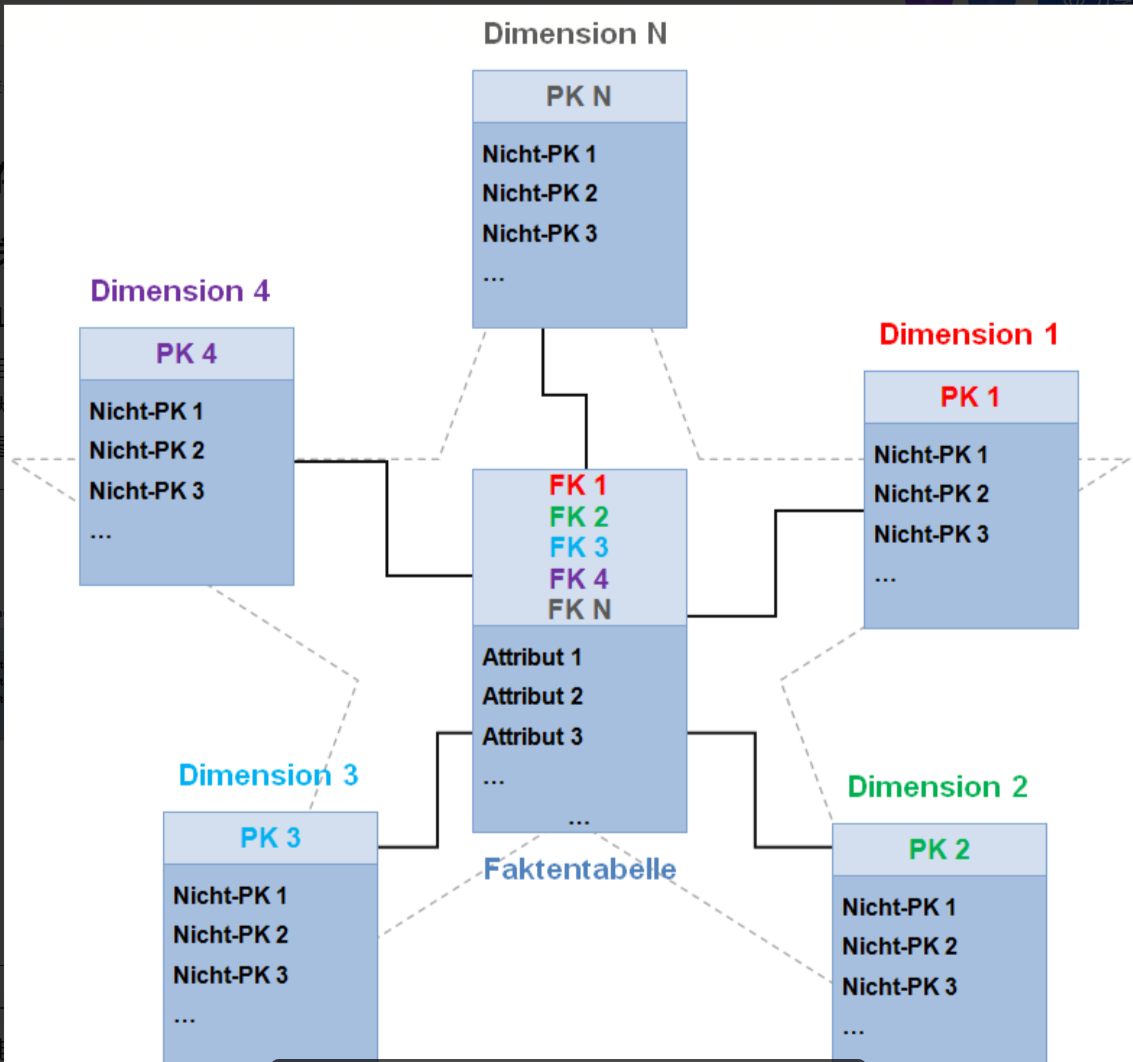 Dimension N
PK N
Nicht-PK 1
Nicht-PK 2
Nicht-PK 3
...
Dimension 4
PK 4
Nicht-PK 1
Nicht-PK 2
Nicht-PK 3
...
Dimension 1
PK 1
Nicht-PK 1
Nicht-PK 2
Nicht-PK 3
...
FK 1
FK 2
FK 3
FK 4
FK N
Attribut 1
Attribut 2
Attribut 3
...
...
Faktentabelle
Dimension 3
PK 3
Nicht-PK 1
Nicht-PK 2
Nicht-PK 3
...
Dimension 2
PK 2
Nicht-PK 1
Nicht-PK 2
Nicht-PK 3
...